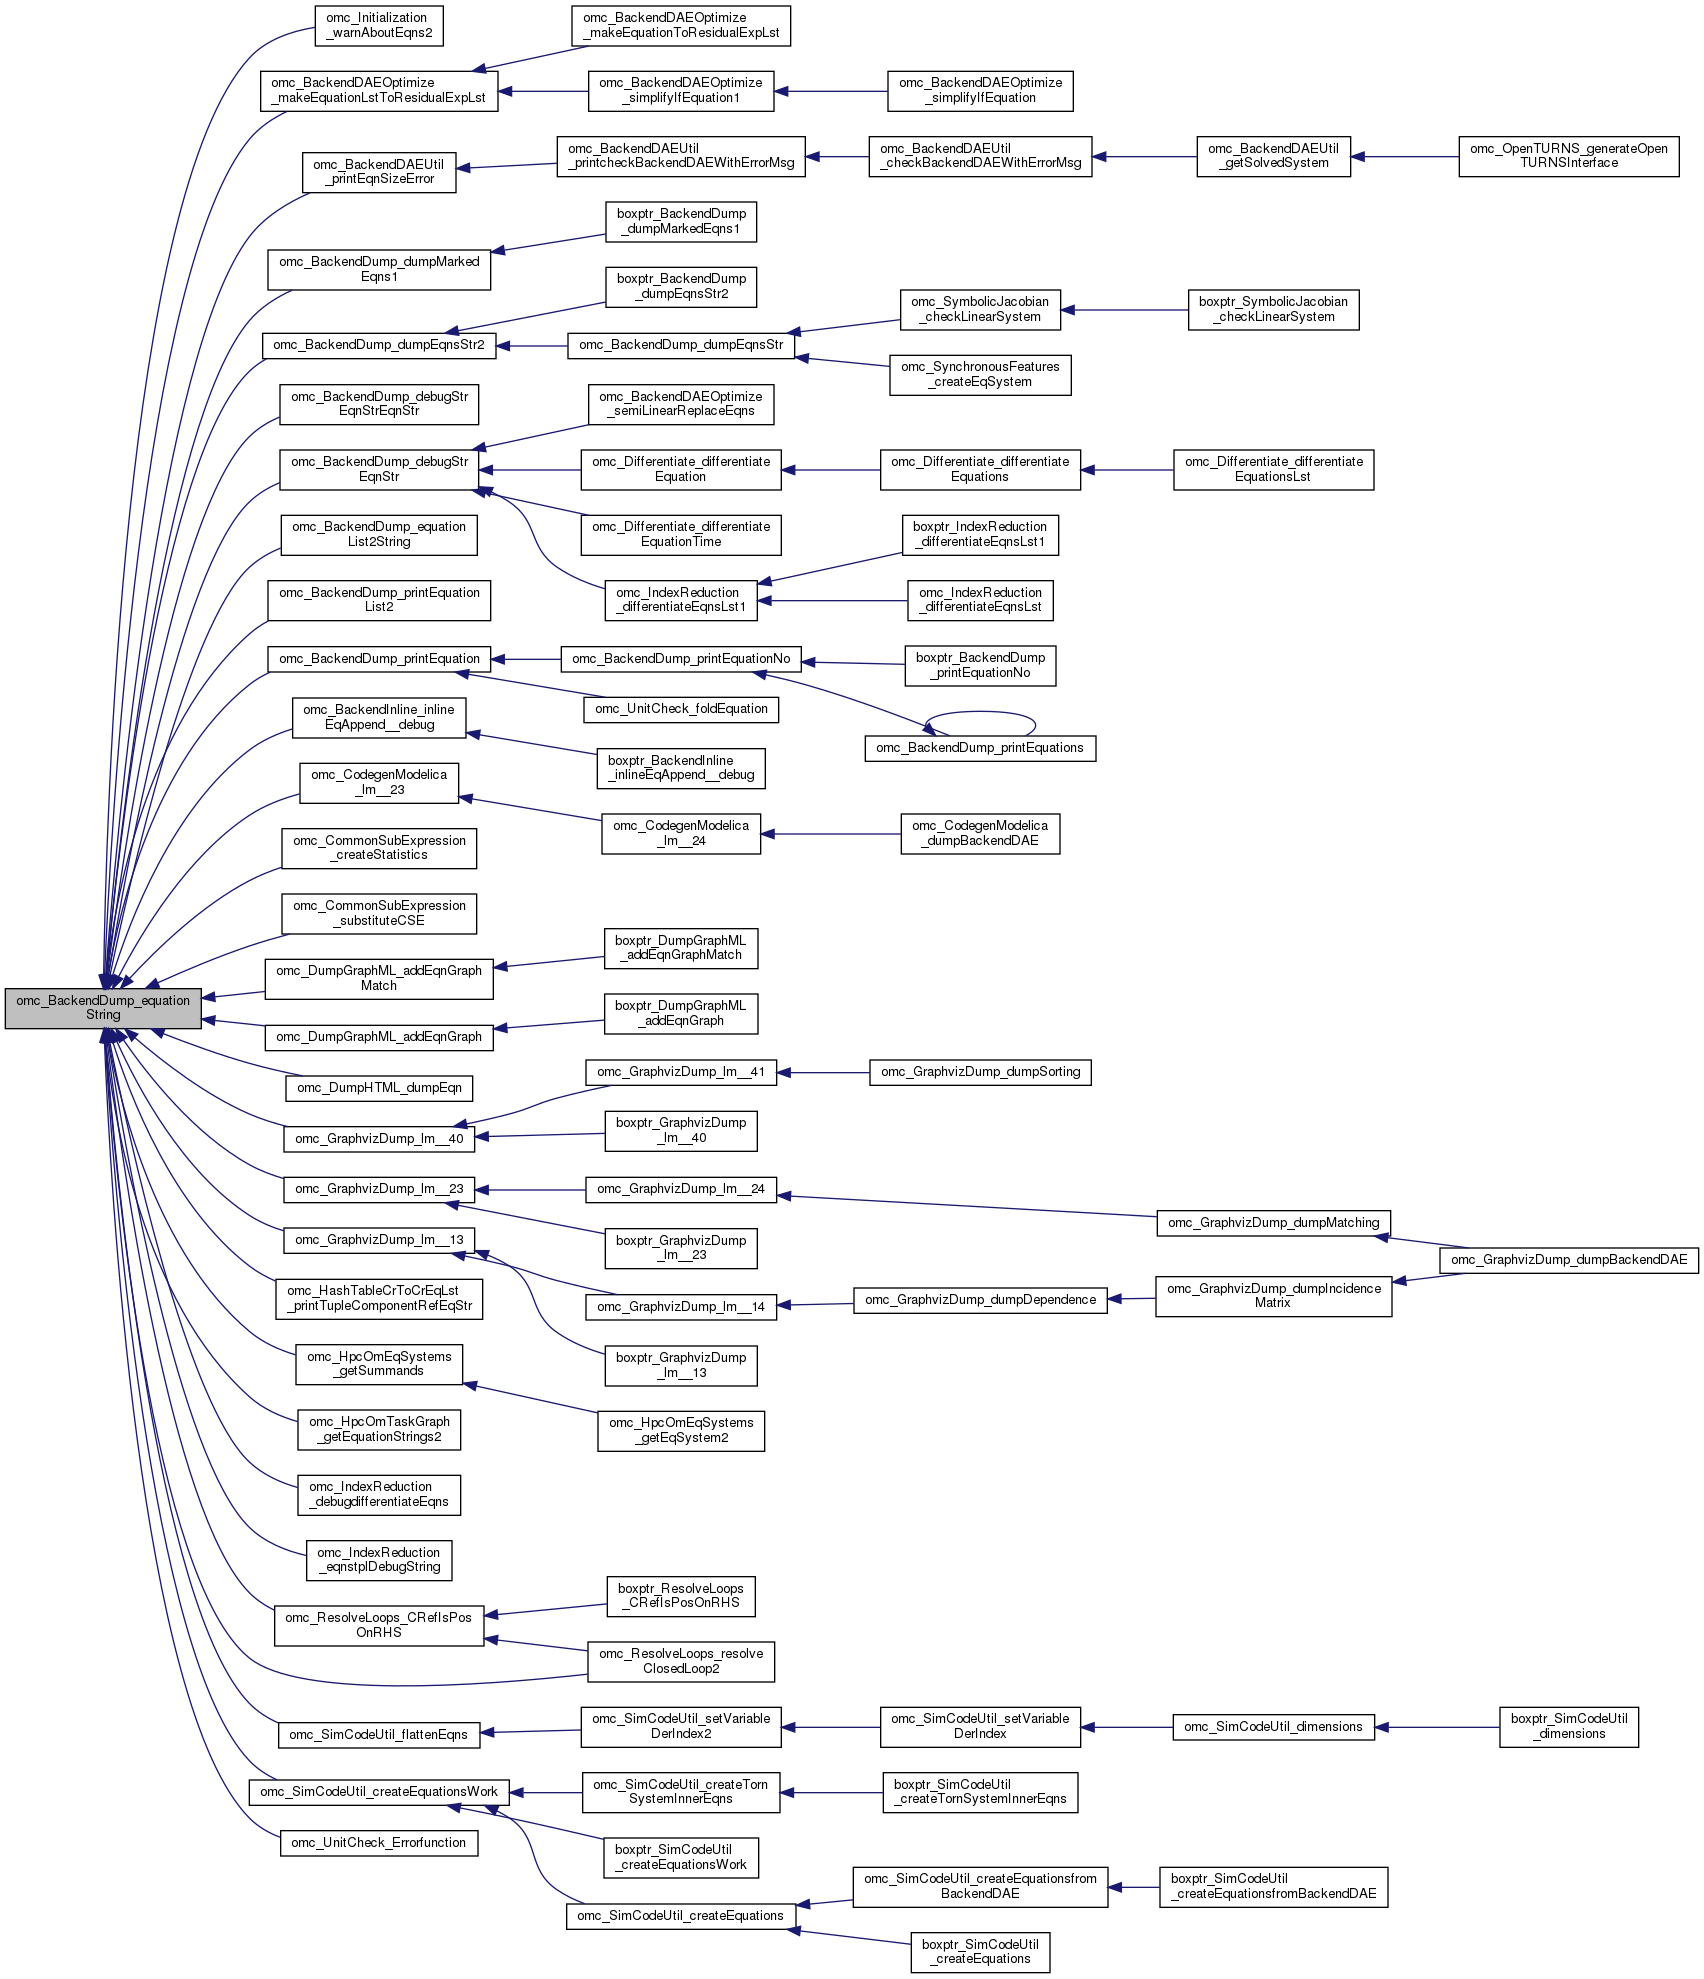 omc_Initialization
_warnAboutEqns2
omc_BackendDAEOptimize
_makeEquationToResidualExpLst
omc_BackendDAEOptimize
_makeEquationLstToResidualExpLst
omc_BackendDAEOptimize
_simplifyIfEquation1
omc_BackendDAEOptimize
_simplifyIfEquation
omc_BackendDAEUtil
_printEqnSizeError
omc_BackendDAEUtil
_printcheckBackendDAEWithErrorMsg
omc_BackendDAEUtil
_checkBackendDAEWithErrorMsg
omc_BackendDAEUtil
_getSolvedSystem
omc_OpenTURNS_generateOpen
TURNSInterface
boxptr_BackendDump
_dumpMarkedEqns1
omc_BackendDump_dumpMarked
Eqns1
boxptr_BackendDump
_dumpEqnsStr2
omc_BackendDump_dumpEqnsStr2
omc_BackendDump_dumpEqnsStr
omc_SymbolicJacobian
_checkLinearSystem
boxptr_SymbolicJacobian
_checkLinearSystem
omc_SynchronousFeatures
_createEqSystem
omc_BackendDump_debugStr
EqnStrEqnStr
omc_BackendDAEOptimize
_semiLinearReplaceEqns
omc_BackendDump_debugStr
EqnStr
omc_Differentiate_differentiate
Equation
omc_Differentiate_differentiate
Equations
omc_Differentiate_differentiate
EquationsLst
omc_BackendDump_equation
List2String
omc_Differentiate_differentiate
EquationTime
boxptr_IndexReduction
_differentiateEqnsLst1
omc_BackendDump_printEquation
List2
omc_IndexReduction
_differentiateEqnsLst1
omc_IndexReduction
_differentiateEqnsLst
omc_BackendDump_printEquation
omc_BackendDump_printEquationNo
boxptr_BackendDump
_printEquationNo
omc_UnitCheck_foldEquation
omc_BackendDump_printEquations
omc_BackendInline_inline
EqAppend__debug
boxptr_BackendInline
_inlineEqAppend__debug
omc_CodegenModelica
_lm__23
omc_CodegenModelica
_lm__24
omc_CodegenModelica
_dumpBackendDAE
omc_CommonSubExpression
_createStatistics
omc_CommonSubExpression
_substituteCSE
boxptr_DumpGraphML
_addEqnGraphMatch
omc_DumpGraphML_addEqnGraph
Match
omc_BackendDump_equation
String
boxptr_DumpGraphML
_addEqnGraph
omc_DumpGraphML_addEqnGraph
omc_DumpHTML_dumpEqn
omc_GraphvizDump_lm__41
omc_GraphvizDump_dumpSorting
omc_GraphvizDump_lm__40
boxptr_GraphvizDump
_lm__40
omc_GraphvizDump_lm__23
omc_GraphvizDump_lm__24
omc_GraphvizDump_dumpMatching
boxptr_GraphvizDump
_lm__23
omc_GraphvizDump_lm__13
omc_GraphvizDump_dumpBackendDAE
omc_HashTableCrToCrEqLst
_printTupleComponentRefEqStr
omc_GraphvizDump_lm__14
omc_GraphvizDump_dumpDependence
omc_GraphvizDump_dumpIncidence
Matrix
omc_HpcOmEqSystems
_getSummands
boxptr_GraphvizDump
_lm__13
omc_HpcOmTaskGraph
_getEquationStrings2
omc_HpcOmEqSystems
_getEqSystem2
omc_IndexReduction
_debugdifferentiateEqns
omc_IndexReduction
_eqnstplDebugString
boxptr_ResolveLoops
_CRefIsPosOnRHS
omc_ResolveLoops_CRefIsPos
OnRHS
omc_ResolveLoops_resolve
ClosedLoop2
omc_SimCodeUtil_flattenEqns
omc_SimCodeUtil_setVariable
DerIndex2
omc_SimCodeUtil_setVariable
DerIndex
omc_SimCodeUtil_dimensions
boxptr_SimCodeUtil
_dimensions
omc_SimCodeUtil_createEquationsWork
omc_SimCodeUtil_createTorn
SystemInnerEqns
boxptr_SimCodeUtil
_createTornSystemInnerEqns
omc_UnitCheck_Errorfunction
boxptr_SimCodeUtil
_createEquationsWork
omc_SimCodeUtil_createEquationsfrom
BackendDAE
boxptr_SimCodeUtil
_createEquationsfromBackendDAE
omc_SimCodeUtil_createEquations
boxptr_SimCodeUtil
_createEquations